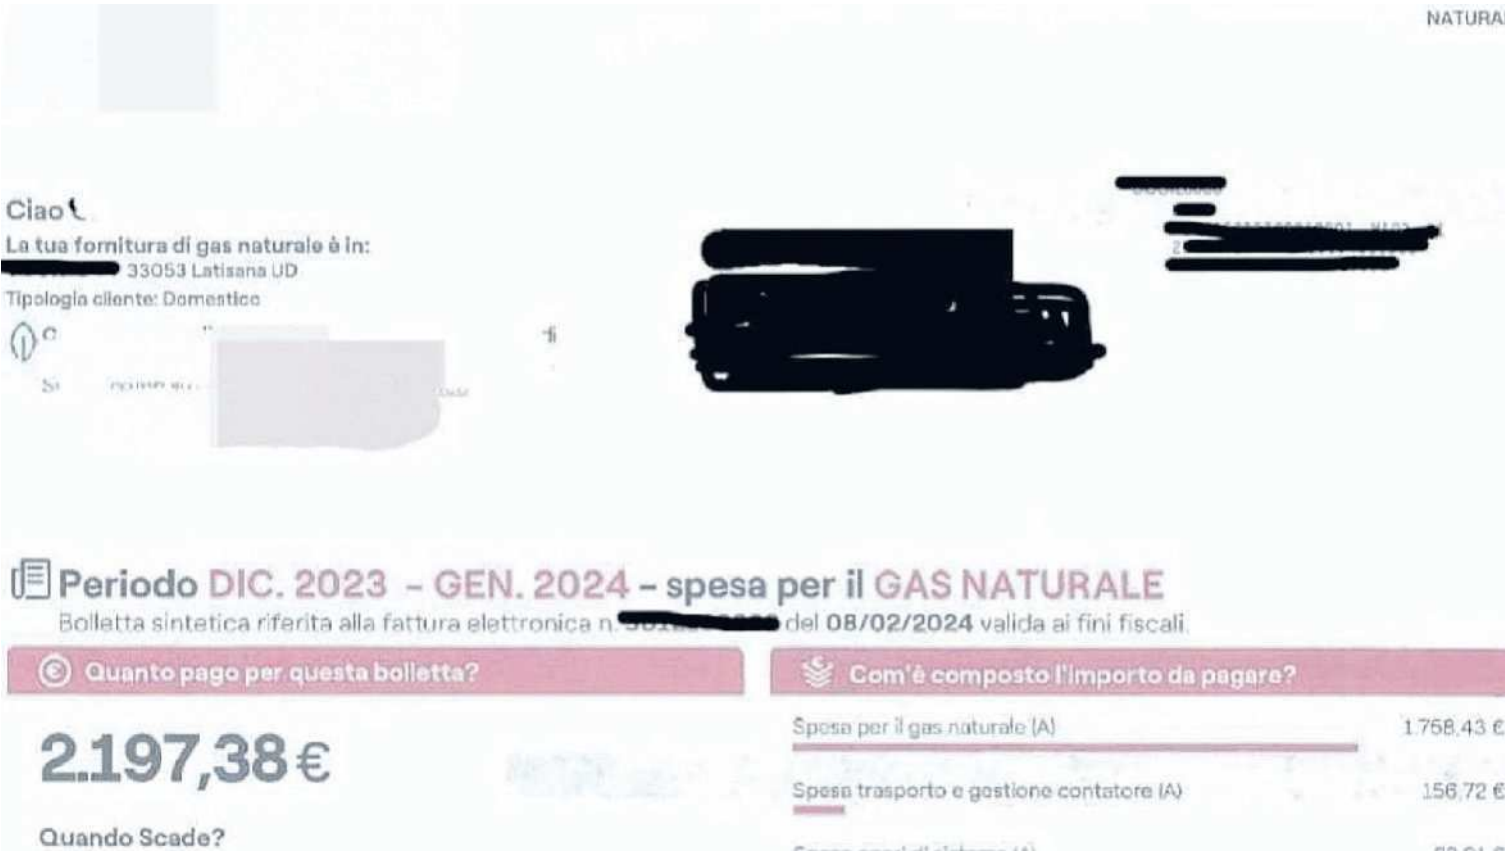 NATURA
Ciao
La tua fornitura di gas naturale è in:
33053 Latisana UD
Tipologia cliente: Domestico
Periodo DIC. 2023 - GEN. 2024 - spesa per il GAS NATURALE
Bolletta sintetica riferita alla fattura elettronica n. del 08/02/2024 valida ai fini fiscali.
Quanto pago per questa bolletta?
2.197,38 €
Quando Scade?
Com'è composto l'importo da pagare?
Spesa per il gas naturale (A) 1.758,43 €
Spesa trasporto e gestione contatore (A) 156,72 €